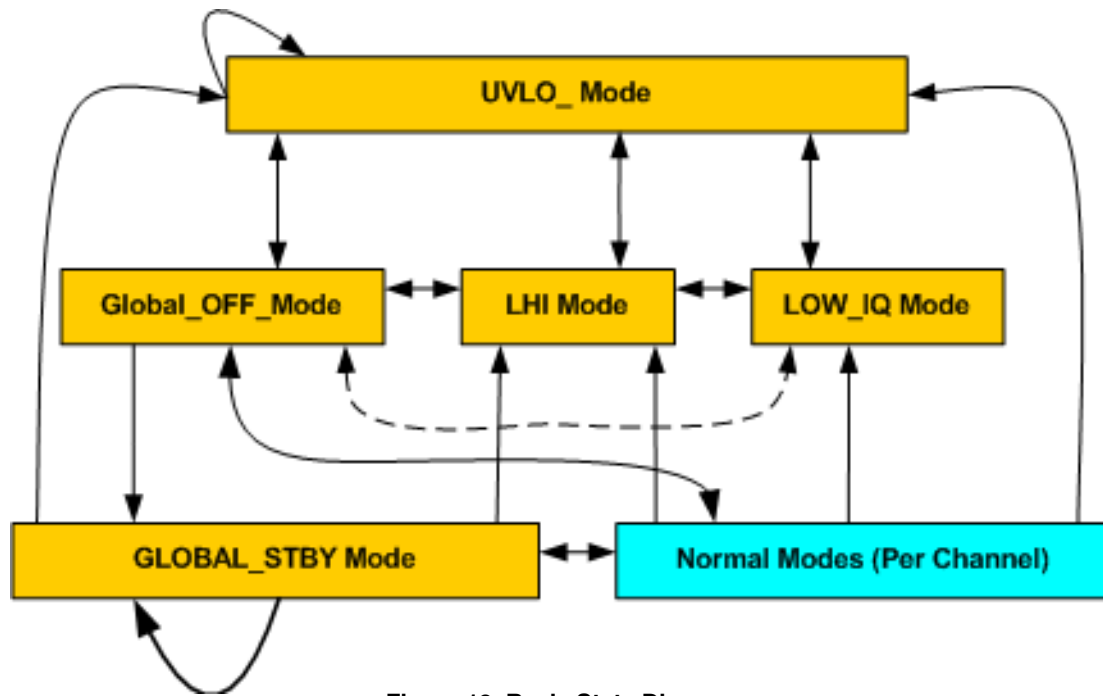 UVLO_ Mode
Global_OFF_Mode
LHI Mode
LOW_IQ Mode
GLOBAL_STBY Mode
Normal Modes (Per Channel)